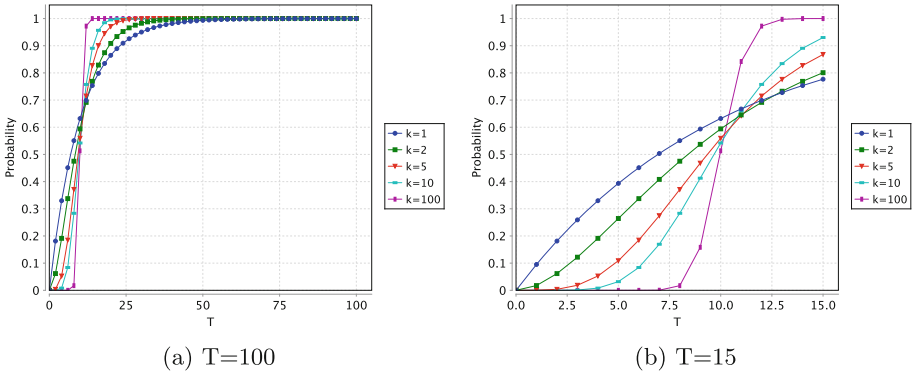 1
0.9
0.8
0.7
0.6
0.5
0.4
0.3
0.2
0.1
0
Probability
0
25
50
75
100
T
k=1
k=2
k=5
k=10
k=100
(a) T=100
1
0.9
0.8
0.7
0.6
0.5
0.4
0.3
0.2
0.1
0
Probability
0.0
2.5
5.0
7.5
10.0
12.5
15.0
T
k=1
k=2
k=5
k=10
k=100
(b) T=15